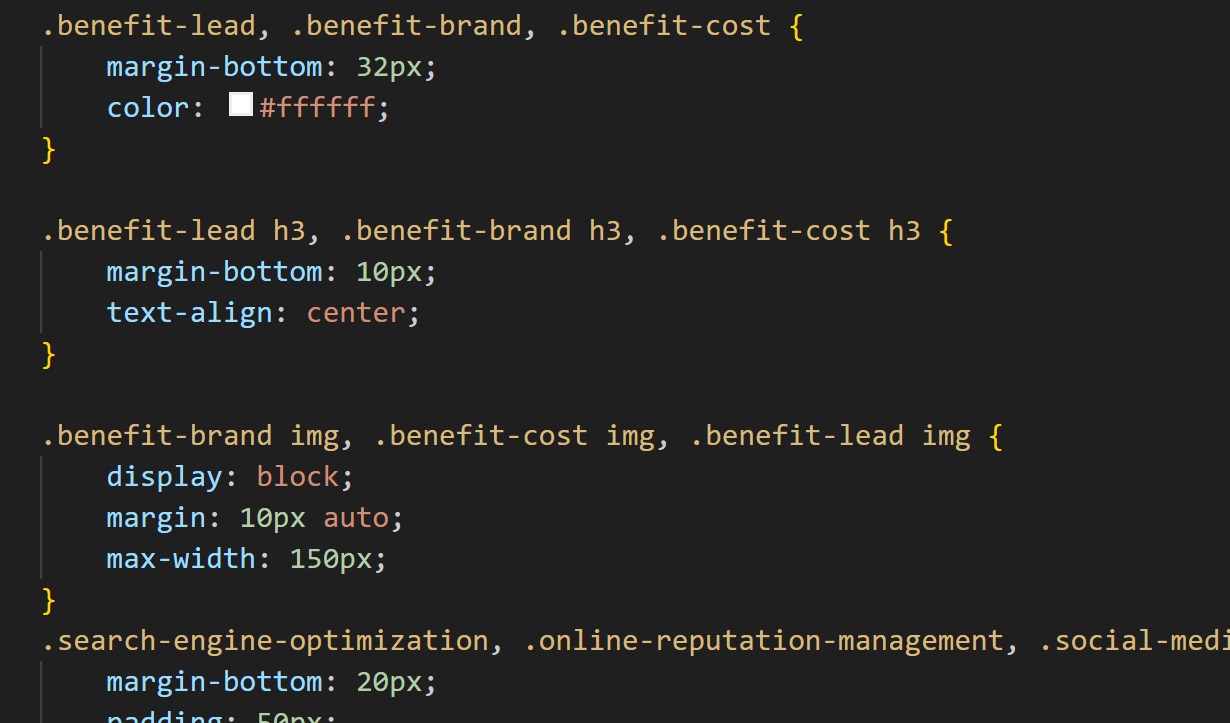 .benefit-lead, .benefit-brand, .benefit-cost {
    margin-bottom: 32px;
    color: #ffffff;
}

.benefit-lead h3, .benefit-brand h3, .benefit-cost h3 {
    margin-bottom: 10px;
    text-align: center;
}

.benefit-brand img, .benefit-cost img, .benefit-lead img {
    display: block;
    margin: 10px auto;
    max-width: 150px;
}
.search-engine-optimization, .online-reputation-management, .social-medi
    margin-bottom: 20px;
    padding: 50px;